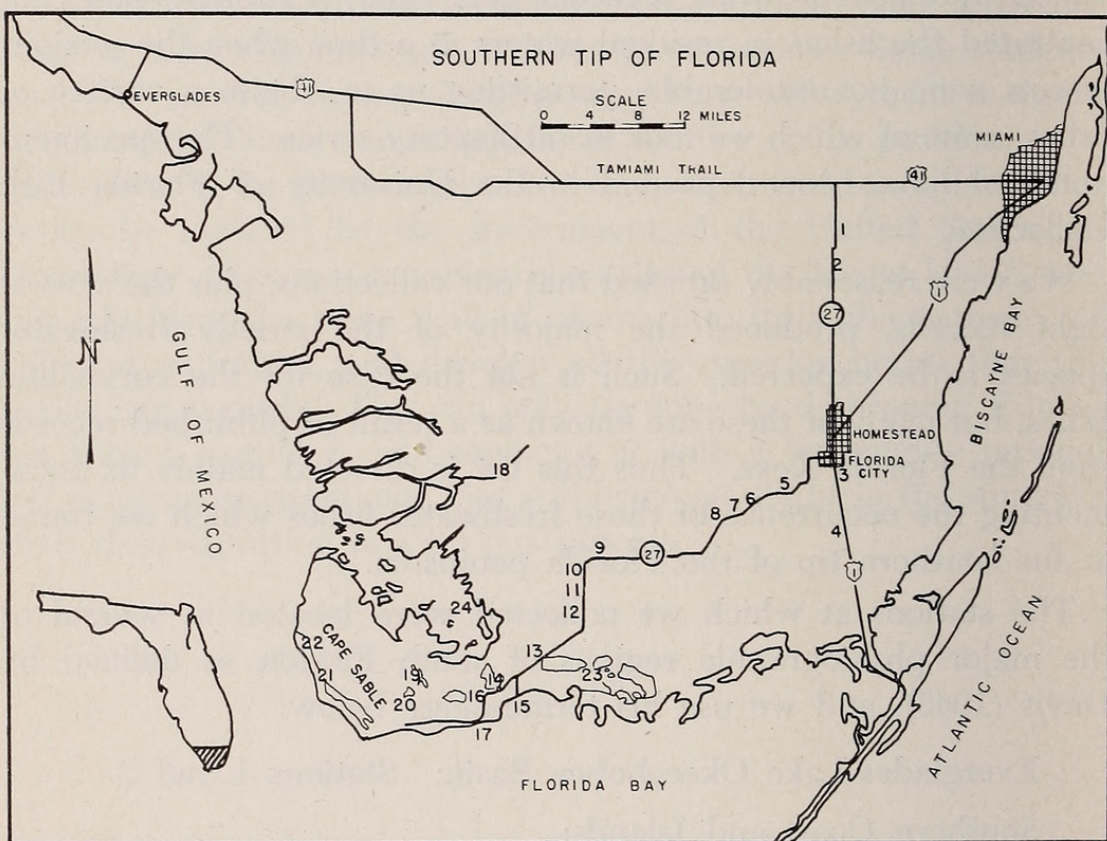 SOUTHERN TIP OF FLORIDA
SCALE
0 4 8 12 MILES
TAMIAMI TRAIL
EVERGLADES
41
41
MIAMI
1
2
27
1
N
GULF OF MEXICO
BISCAYNE BAY
HOMESTEAD
FLORIDA CITY
3
18
5
6
7
8
4
9
27
10
11
12
1
24
CAPE SABLE
22
21
13
23
19
14
20
16
15
17
ATLANTIC OCEAN
FLORIDA BAY